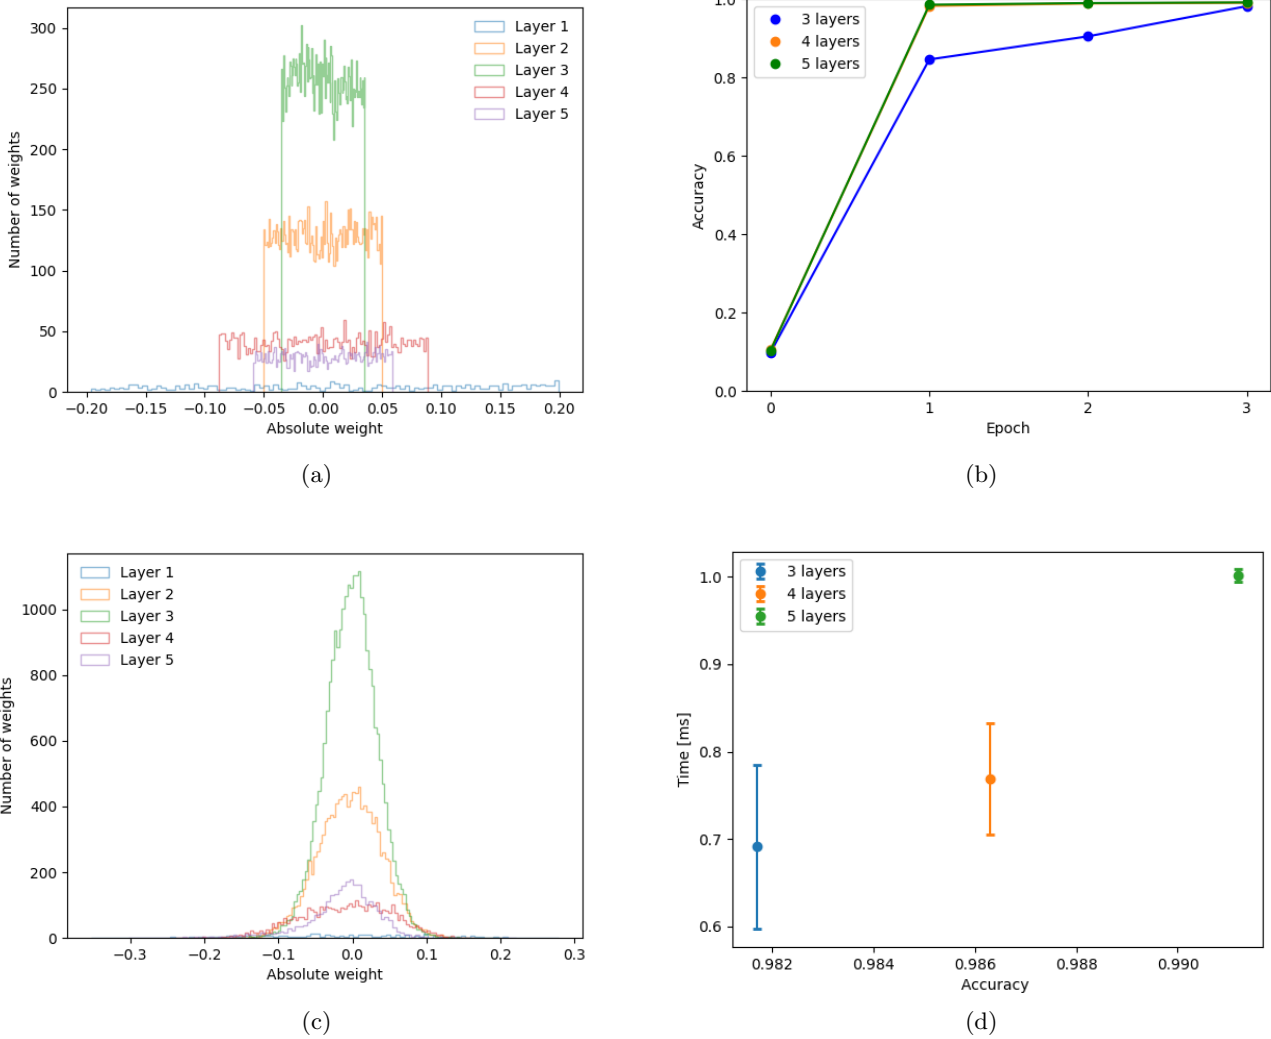 300
250
200
150
100
50
0
Number of weights
Layer 1
Layer 2
Layer 3
Layer 4
Layer 5
−0.20 −0.15 −0.10 −0.05 0.00 0.05 0.10 0.15 0.20
Absolute weight
(a)
1.0
0.8
0.6
0.4
0.2
0.0
Accuracy
3 layers
4 layers
5 layers
0 1 2 3
Epoch
(b)
1000
800
600
400
200
0
Number of weights
Layer 1
Layer 2
Layer 3
Layer 4
Layer 5
−0.3 −0.2 −0.1 0.0 0.1 0.2 0.3
Absolute weight
(c)
1.0
0.9
0.8
0.7
0.6
Time [ms]
3 layers
4 layers
5 layers
0.982 0.984 0.986 0.988 0.990
Accuracy
(d)